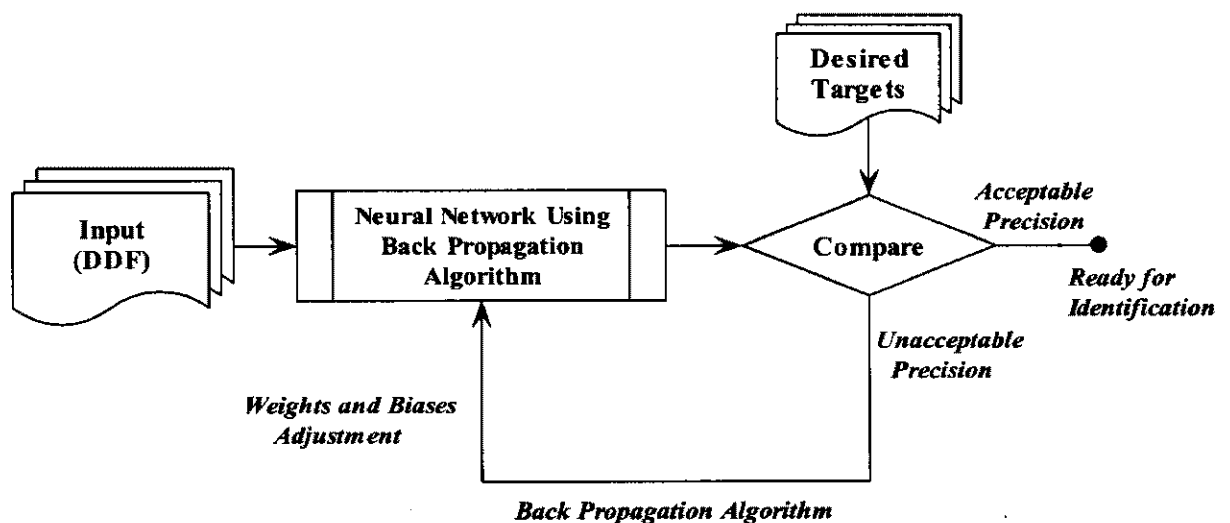 Desired
Targets
Input
(DDF)
Neural Network Using
Back Propagation
Algorithm
Compare
Acceptable
Precision
Ready for
Identification
Unacceptable
Precision
Weights and Biases
Adjustment
Back Propagation Algorithm